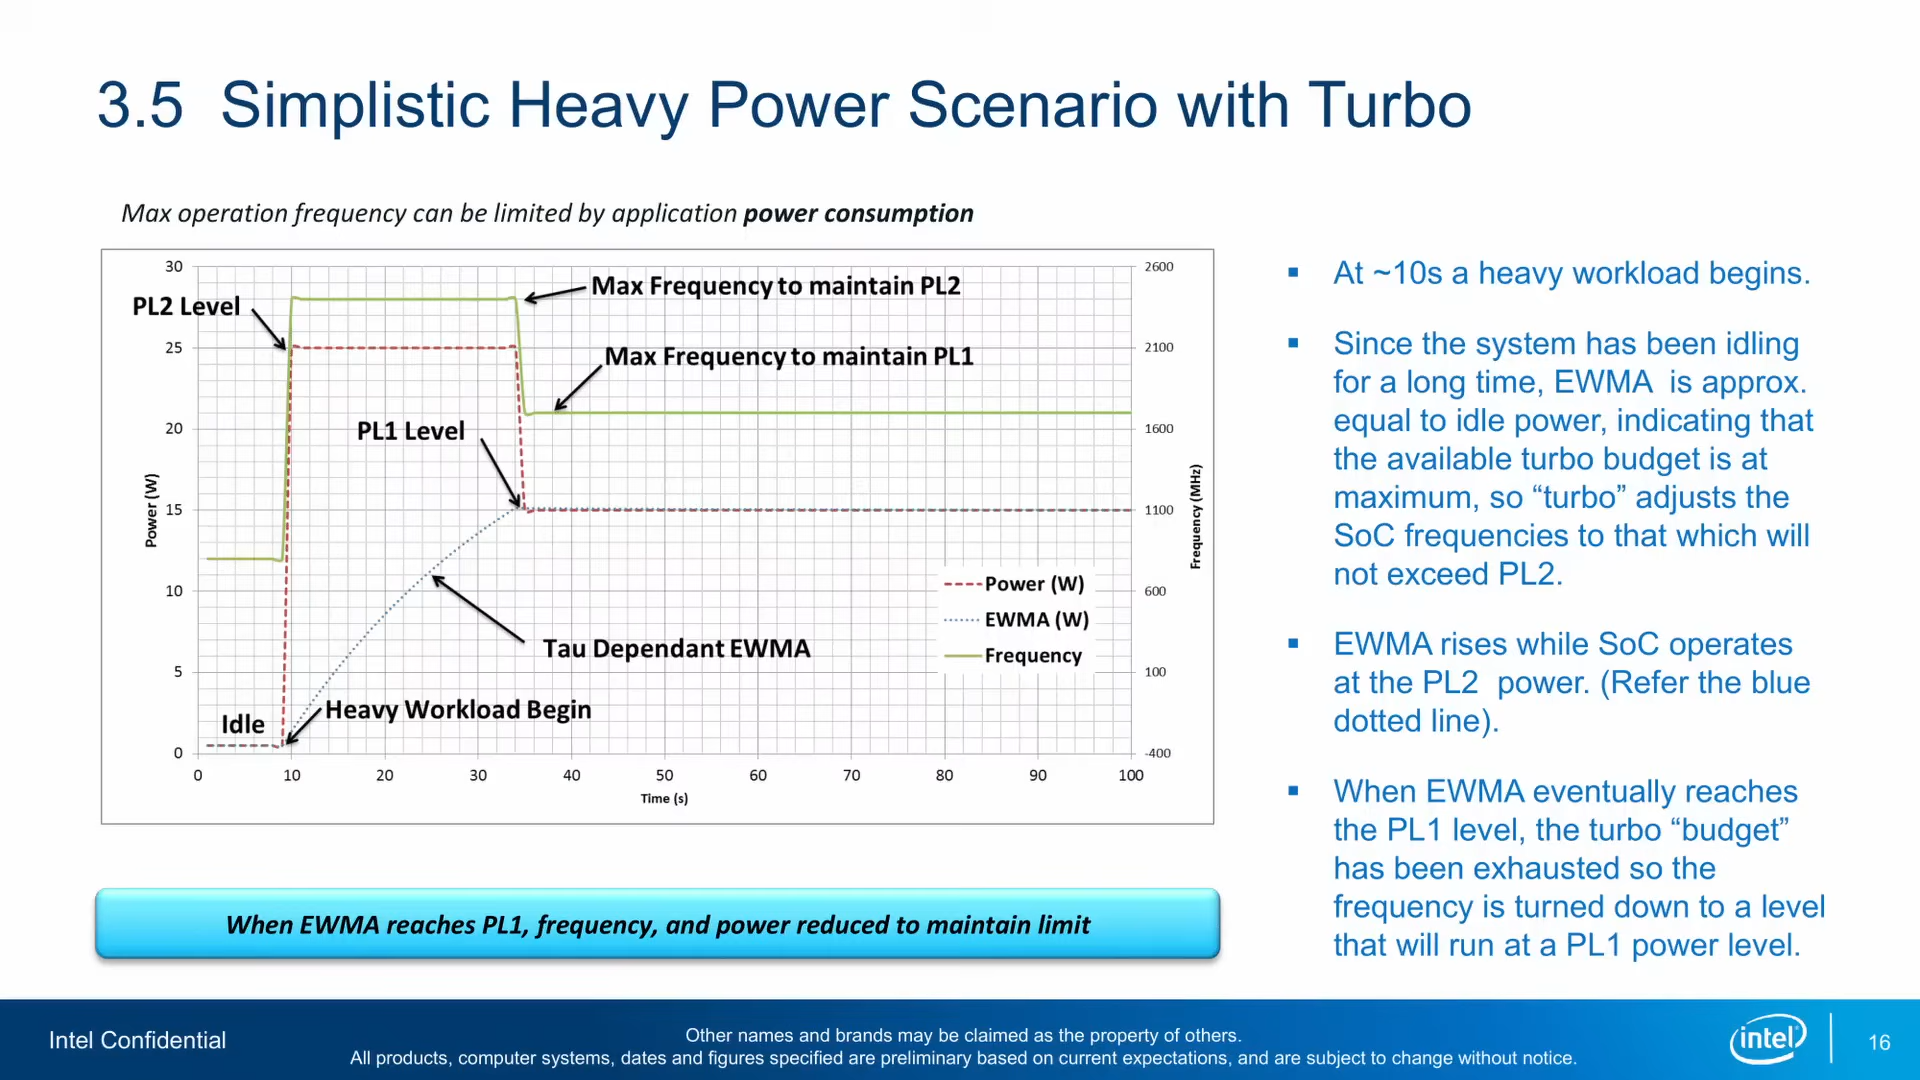 3.5 Simplistic Heavy Power Scenario with Turbo
Max operation frequency can be limited by application power consumption
30
25
20
15
10
5
0
Power (W)
2600
2100
1600
1100
600
100
-400
Frequency (MHz)
0 10 20 30 40 50 60 70 80 90 100
Time (s)
PL2 Level
Max Frequency to maintain PL2
Max Frequency to maintain PL1
PL1 Level
Tau Dependant EWMA
Heavy Workload Begin
Idle
Power (W)
EWMA (W)
Frequency
When EWMA reaches PL1, frequency, and power reduced to maintain limit
▪ At ~10s a heavy workload begins.
▪ Since the system has been idling
for a long time, EWMA is approx.
equal to idle power, indicating that
the available turbo budget is at
maximum, so “turbo” adjusts the
SoC frequencies to that which will
not exceed PL2.
▪ EWMA rises while SoC operates
at the PL2 power. (Refer the blue
dotted line).
▪ When EWMA eventually reaches
the PL1 level, the turbo “budget”
has been exhausted so the
frequency is turned down to a level
that will run at a PL1 power level.
Intel Confidential
Other names and brands may be claimed as the property of others.
All products, computer systems, dates and figures specified are preliminary based on current expectations, and are subject to change without notice.
intel
16